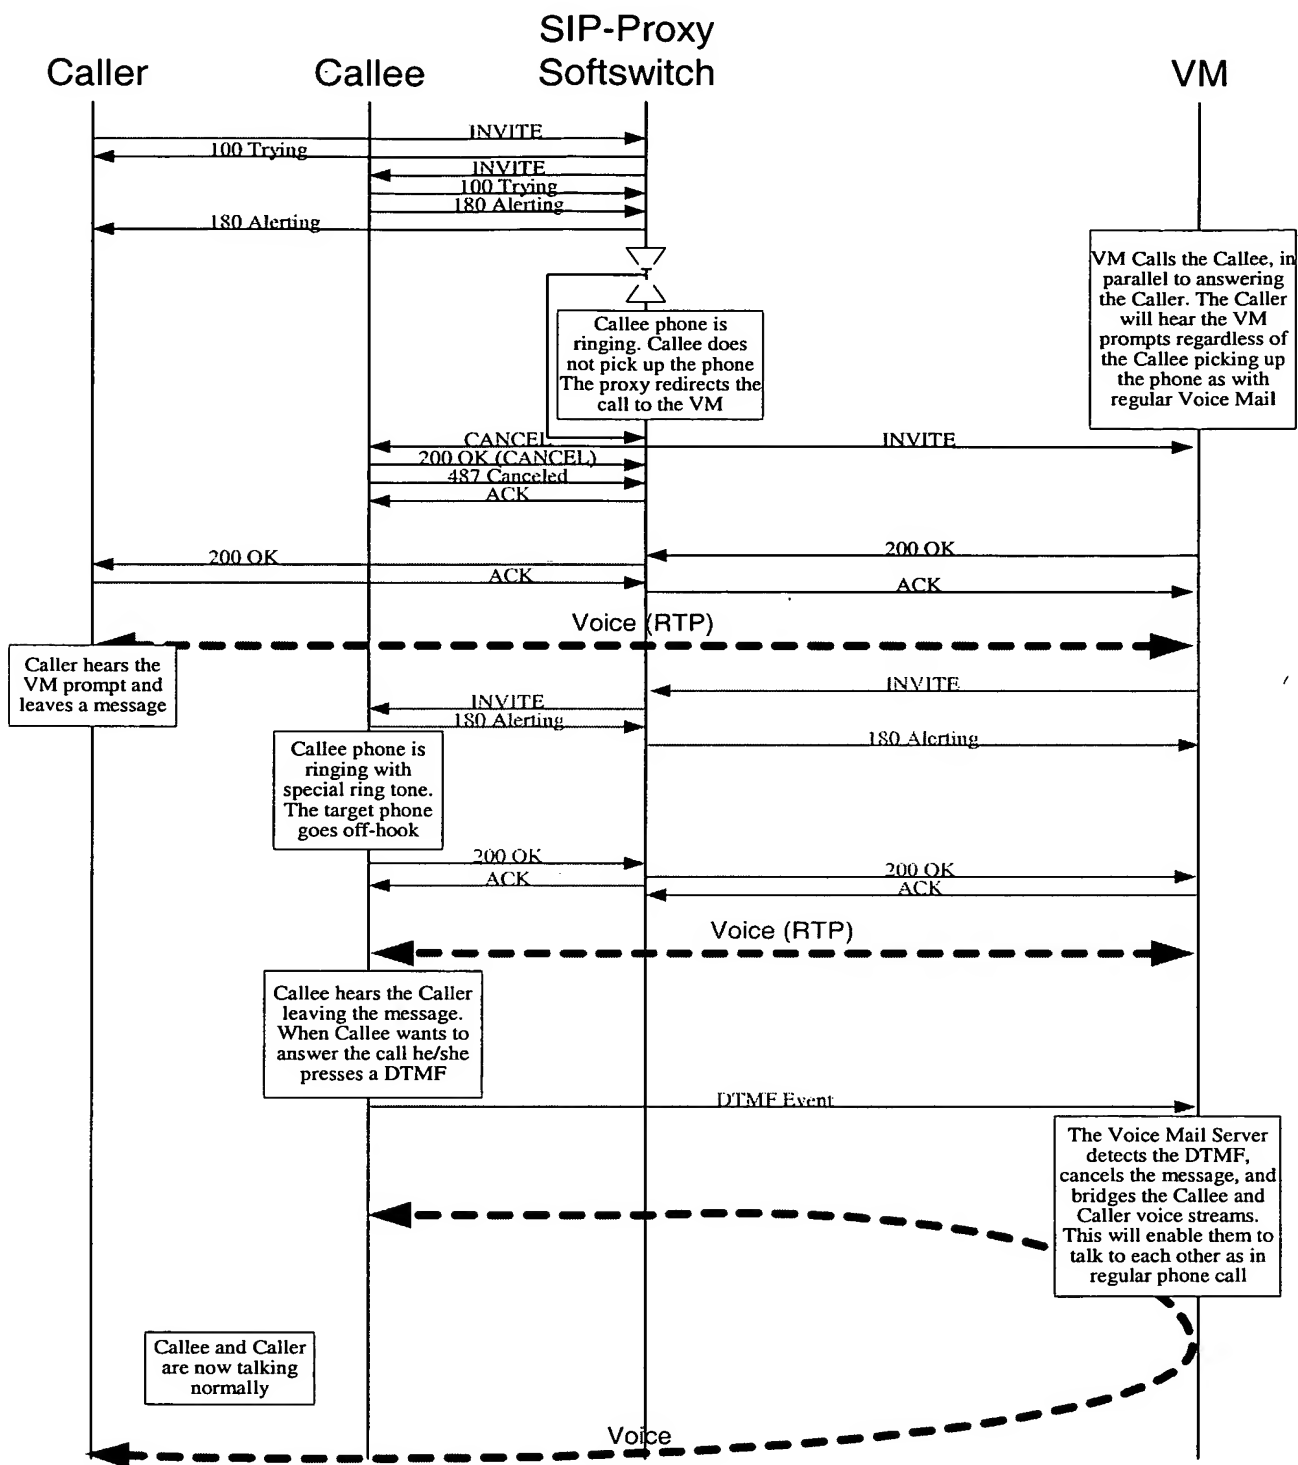 SIP-Proxy
Caller
Callee
Softswitch
VM
INVITE
100 Trying
INVITE
100 Trying
180 Alerting
180 Alerting
VM Calls the Callee, in
parallel to answering
the Caller. The Caller
will hear the VM
prompts regardless of
the Callee picking up
the phone as with
regular Voice Mail
T
Callee phone is
ringing. Callee does
not pick up the phone
The proxy redirects the
call to the VM
CANCEL
INVITE
200 OK (CANCEL)
487 Canceled
ACK
200 OK
200 OK
ACK
ACK
Voice (RTP)
Caller hears the
VM prompt and
leaves a message
INVITE
INVITE
180 Alerting
180 Alerting
Callee phone is
ringing with
special ring tone.
The target phone
goes off-hook
200 OK
200 OK
ACK
ACK
Voice (RTP)
Callee hears the Caller
leaving the message.
When Callee wants to
answer the call he/she
presses a DTMF
DTMF Event
The Voice Mail Server
detects the DTMF,
cancels the message, and
bridges the Callee and
Caller voice streams.
This will enable them to
talk to each other as in
regular phone call
Callee and Caller
are now talking
normally
Voice